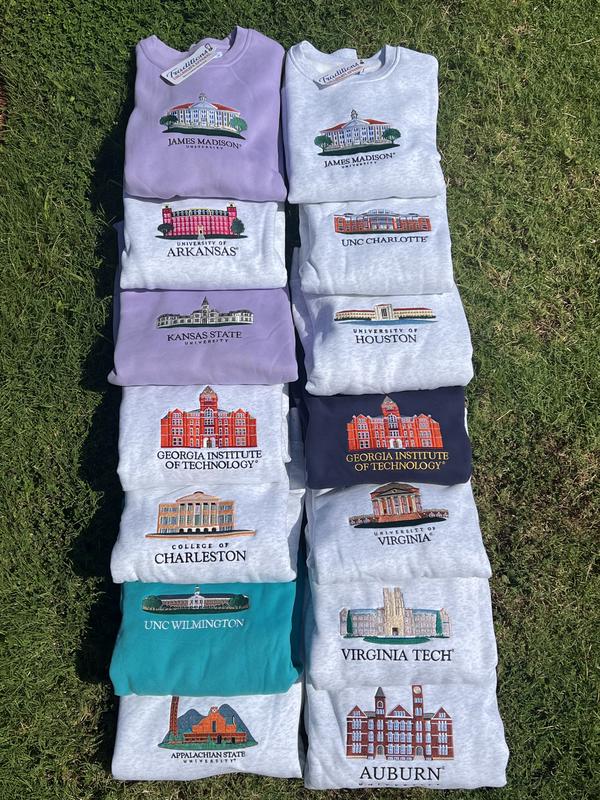 Traditions
JAMES MADISON®
UNIVERSITY
UNIVERSITY OF
ARKANSAS®
KANSAS STATE
UNIVERSITY
GEORGIA INSTITUTE
OF TECHNOLOGY®
COLLEGE OF
CHARLESTON
UNC WILMINGTON
APPALACHIAN STATE
UNIVERSITY
Traditions
JAMES MADISON®
UNIVERSITY
UNC CHARLOTTE®
UNIVERSITY OF
HOUSTON
GEORGIA INSTITUTE
OF TECHNOLOGY®
UNIVERSITY OF
VIRGINIA®
VIRGINIA TECH®
AUBURN®